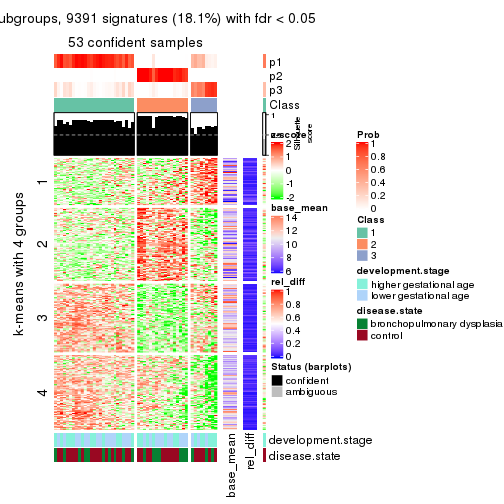 ubgroups, 9391 signatures (18.1%) with fdr < 0.05
53 confident samples
p1
p2
p3
Class
1
Silhouette
score
z-score
2
1
0
-1
-2
base_mean
14
12
10
8
6
rel_diff
1
0.8
0.6
0.4
0.2
0
Status (barplots)
confident
ambiguous
Prob
1
0.8
0.6
0.4
0.2
0
Class
1
2
3
development.stage
higher gestational age
lower gestational age
disease.state
bronchopulmonary dysplasia
control
k-means with 4 groups
1
2
3
4
development.stage
disease.state
base_mean
rel_diff